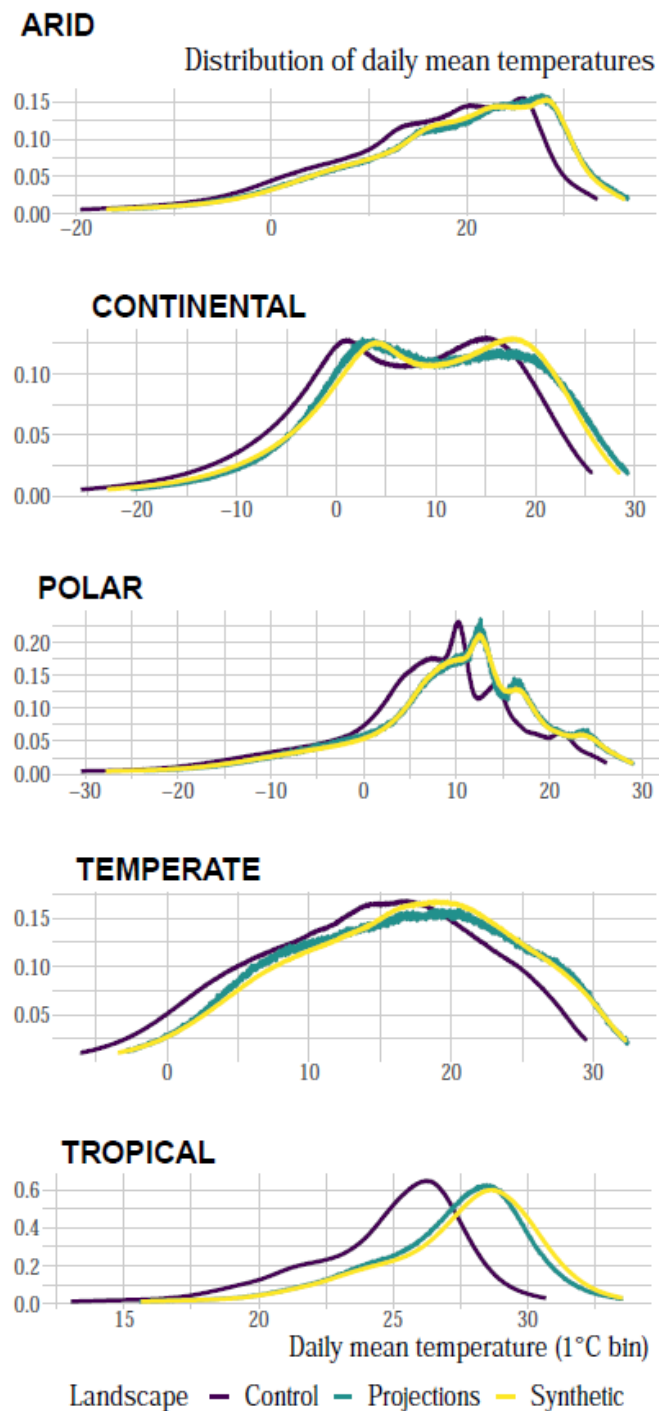 ARID
Distribution of daily mean temperatures
0.15
0.10
0.05
0.00
−20 0 20
CONTINENTAL
0.10
0.05
0.00
−20 −10 0 10 20 30
POLAR
0.20
0.15
0.10
0.05
0.00
−30 −20 −10 0 10 20 30
TEMPERATE
0.15
0.10
0.05
0 10 20 30
TROPICAL
0.6
0.4
0.2
0.0
15 20 25 30
Daily mean temperature (1°C bin)
Landscape Control Projections Synthetic